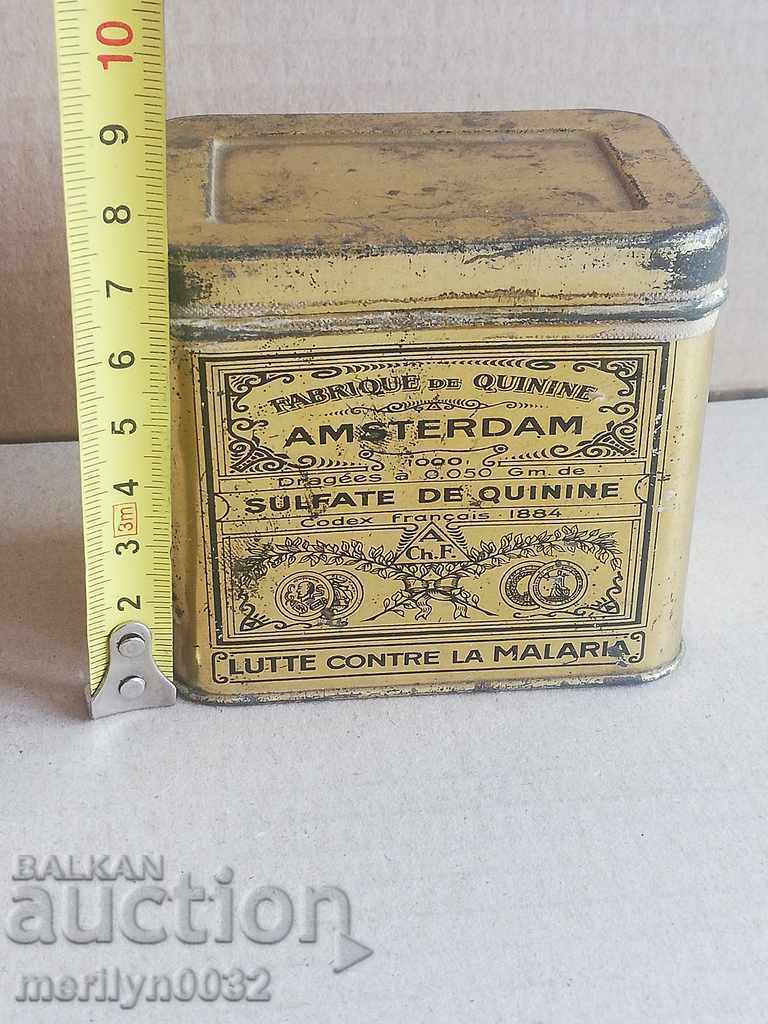 10
9
8
7
6
5
4
3m
3
2
FABRIQUE DE QUININE
AMSTERDAM
1000
Dragées à 0.050 Gm. de
SULFATE DE QUININE
Codex français 1884
A
Ch. F.
LUTTE CONTRE LA MALARIA
BALKAN
auction
merilyn0032